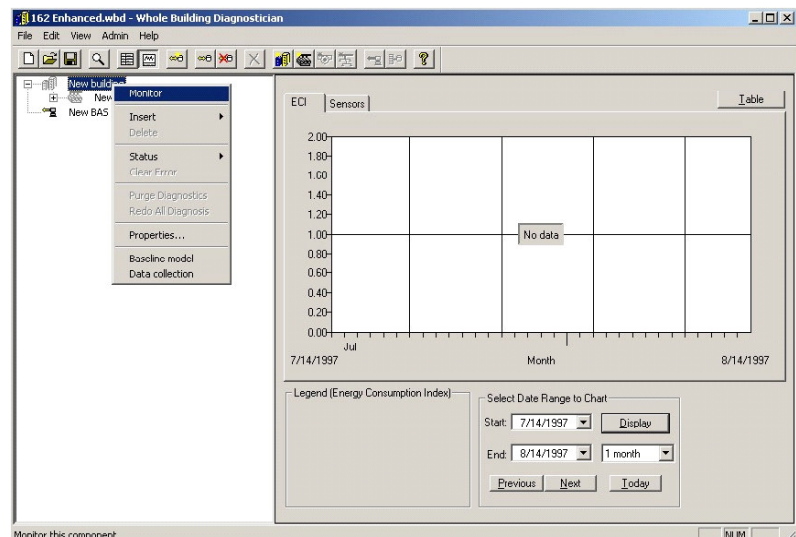 162 Enhanced.wbd - Whole Building Diagnostician
File Edit View Admin Help
New building
New
New BAS
Monitor
Insert
Delete
Status
Clear Error
Purge Diagnostics
Redo All Diagnosis
Properties...
Baseline model
Data collection
ECI
Sensors
Table
2.00
1.80
1.60
1.40
1.20
1.00
0.80
0.60
0.40
0.20
0.00
No data
Jul
7/14/1997
Month
8/14/1997
Legend (Energy Consumption Index)
Select Date Range to Chart
Start: 7/14/1997 Display
End: 8/14/1997 1 month
Previous Next Today
Monitor this component
NUM